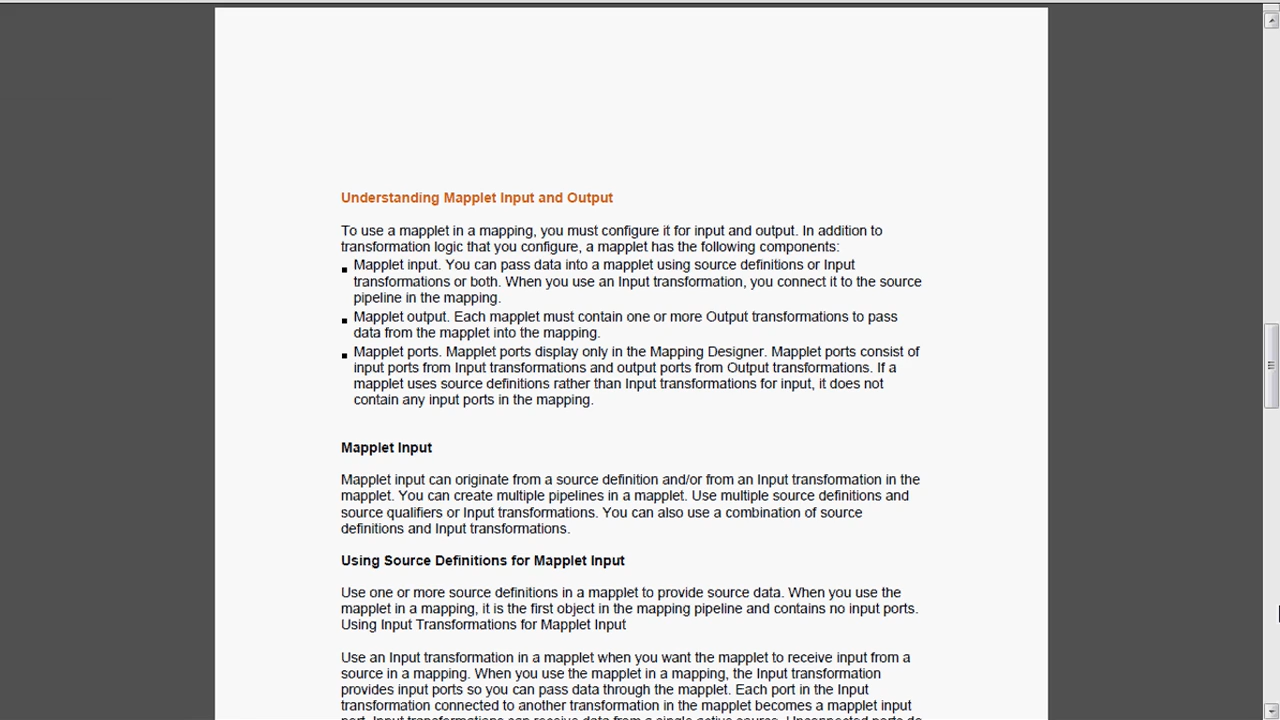 Understanding Mapplet Input and Output
To use a mapplet in a mapping, you must configure it for input and output. In addition to
transformation logic that you configure, a mapplet has the following components:
Mapplet input. You can pass data into a mapplet using source definitions or Input
transformations or both. When you use an Input transformation, you connect it to the source
pipeline in the mapping.
Mapplet output. Each mapplet must contain one or more Output transformations to pass
data from the mapplet into the mapping.
Mapplet ports. Mapplet ports display only in the Mapping Designer. Mapplet ports consist of
input ports from Input transformations and output ports from Output transformations. If a
mapplet uses source definitions rather than Input transformations for input, it does not
contain any input ports in the mapping.
Mapplet Input
Mapplet input can originate from a source definition and/or from an Input transformation in the
mapplet. You can create multiple pipelines in a mapplet. Use multiple source definitions and
source qualifiers or Input transformations. You can also use a combination of source
definitions and Input transformations.
Using Source Definitions for Mapplet Input
Use one or more source definitions in a mapplet to provide source data. When you use the
mapplet in a mapping, it is the first object in the mapping pipeline and contains no input ports.
Using Input Transformations for Mapplet Input
Use an Input transformation in a mapplet when you want the mapplet to receive input from a
source in a mapping. When you use the mapplet in a mapping, the Input transformation
provides input ports so you can pass data through the mapplet. Each port in the Input
transformation connected to another transformation in the mapplet becomes a mapplet input
port. Input transformations can receive data from a single active source. Unconnected ports do